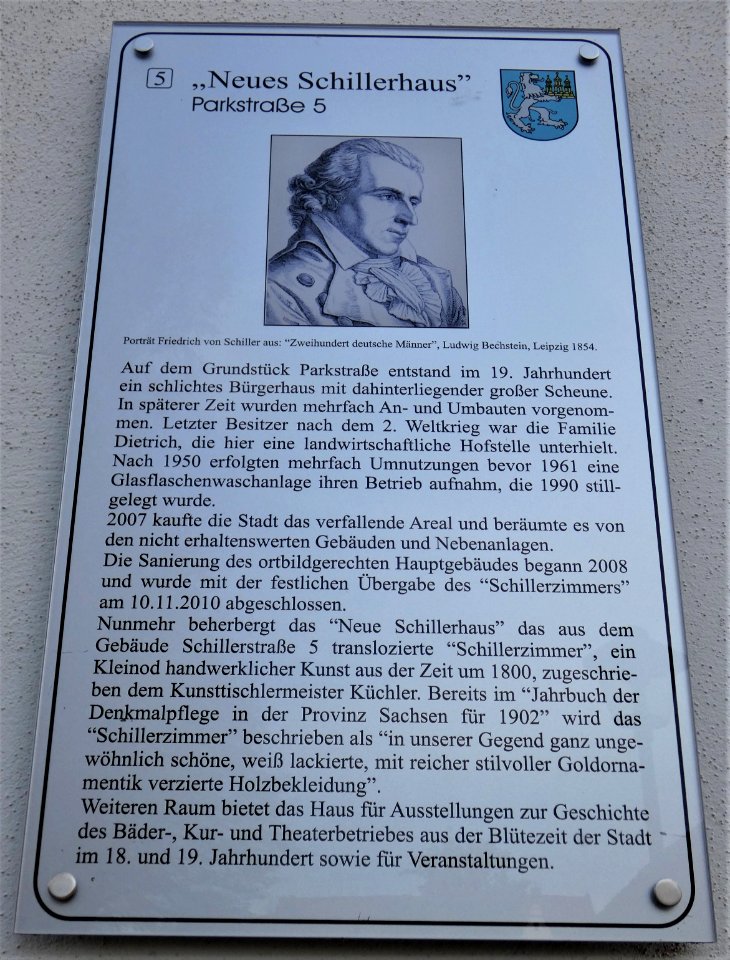 5 „Neues Schillerhaus”
Parkstraße 5
Porträt Friedrich von Schiller aus: “Zweihundert deutsche Männer”, Ludwig Bechstein, Leipzig 1854.
Auf dem Grundstück Parkstraße entstand im 19. Jahrhundert
ein schlichtes Bürgerhaus mit dahinterliegender großer Scheune.
In späterer Zeit wurden mehrfach An- und Umbauten vorgenom-
men. Letzter Besitzer nach dem 2. Weltkrieg war die Familie
Dietrich, die hier eine landwirtschaftliche Hofstelle unterhielt.
Nach 1950 erfolgten mehrfach Umnutzungen bevor 1961 eine
Glasflaschenwaschanlage ihren Betrieb aufnahm, die 1990 still-
gelegt wurde.
2007 kaufte die Stadt das verfallende Areal und beräumte es von
den nicht erhaltenswerten Gebäuden und Nebenanlagen.
Die Sanierung des ortbildgerechten Hauptgebäudes begann 2008
und wurde mit der festlichen Übergabe des “Schillerzimmers”
am 10.11.2010 abgeschlossen.
Nunmehr beherbergt das “Neue Schillerhaus” das aus dem
Gebäude Schillerstraße 5 translozierte “Schillerzimmer”, ein
Kleinod handwerklicher Kunst aus der Zeit um 1800, zugeschrie-
ben dem Kunsttischlermeister Küchler. Bereits im “Jahrbuch der
Denkmalpflege in der Provinz Sachsen für 1902” wird das
“Schillerzimmer” beschrieben als “in unserer Gegend ganz unge-
wöhnlich schöne, weiß lackierte, mit reicher stilvoller Goldorna-
mentik verzierte Holzbekleidung”.
Weiteren Raum bietet das Haus für Ausstellungen zur Geschichte
des Bäder-, Kur- und Theaterbetriebes aus der Blütezeit der Stadt
im 18. und 19. Jahrhundert sowie für Veranstaltungen.